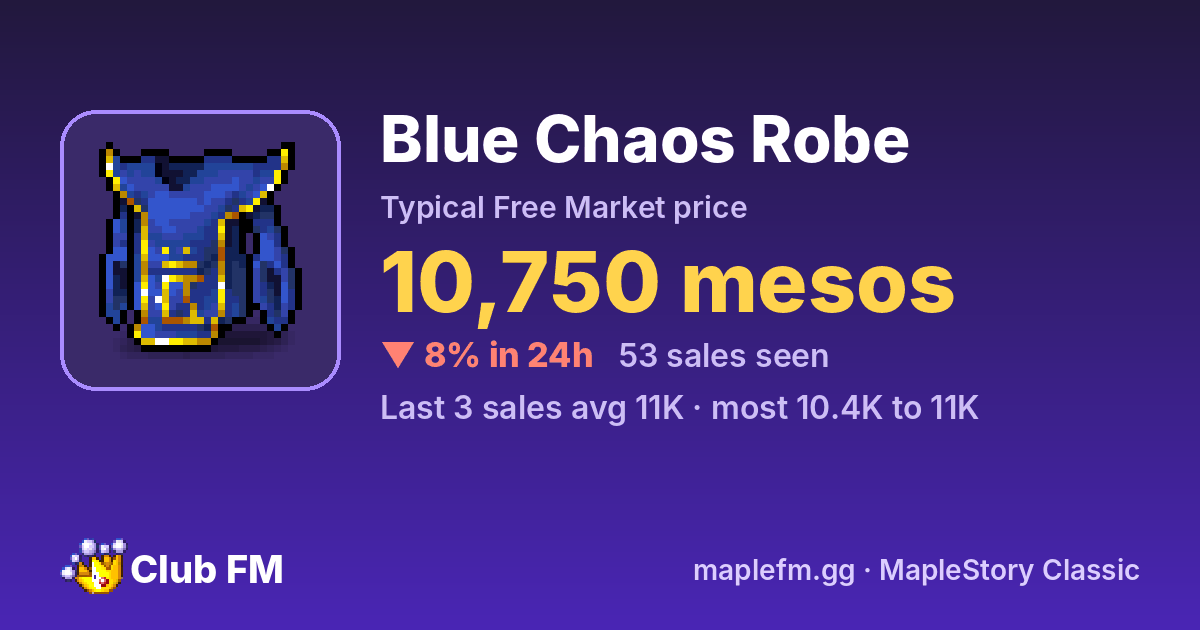 Blue Chaos Robe
Typical Free Market price
10,750 mesos
▼ 8% in 24h 53 sales seen
Last 3 sales avg 11K · most 10.4K to 11K
Club FM
maplefm.gg · MapleStory Classic